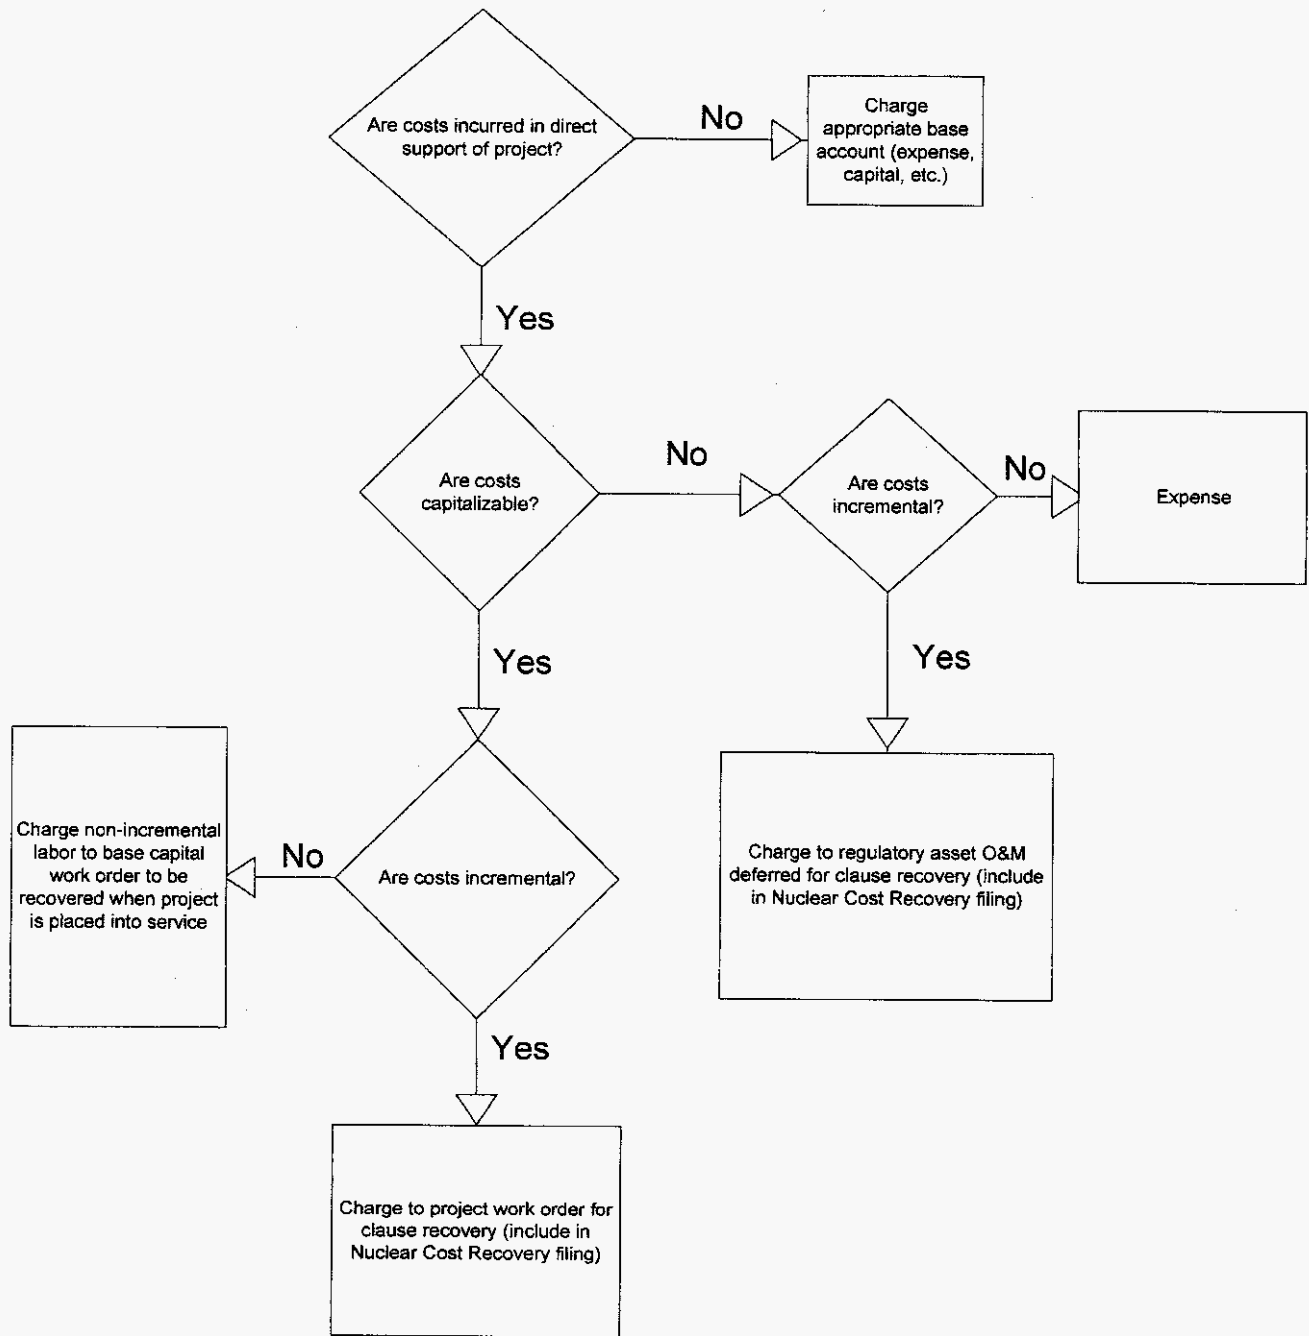 Are costs incurred in direct
support of project?
No
Charge
appropriate base
account (expense,
capital, etc.)
Yes
Are costs
capitalizable?
No
Are costs
incremental?
No
Expense
Yes
Yes
Charge non-incremental
labor to base capital
work order to be
recovered when project
is placed into service
No
Are costs incremental?
Charge to regulatory asset O&M
deferred for clause recovery (include
in Nuclear Cost Recovery filing)
Yes
Charge to project work order for
clause recovery (include in
Nuclear Cost Recovery filing)